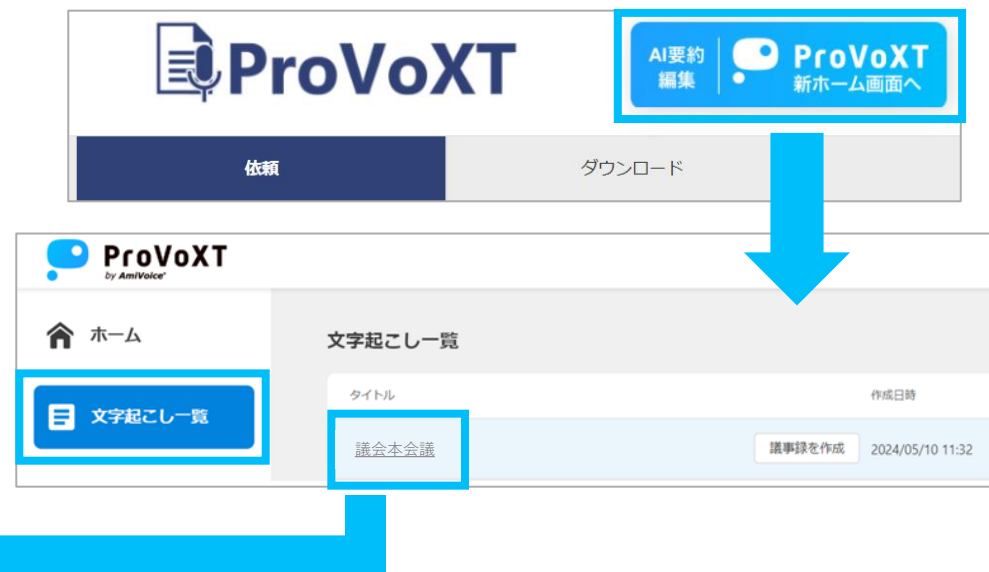 ProVoXT
AI要約
編集
ProVoXT
新ホーム画面へ
依頼
ダウンロード
ProVoXT
by AmiVoice®
ホーム
文字起こし一覧
文字起こし一覧
タイトル
作成日時
議会本会議
議事録を作成
2024/05/10 11:32